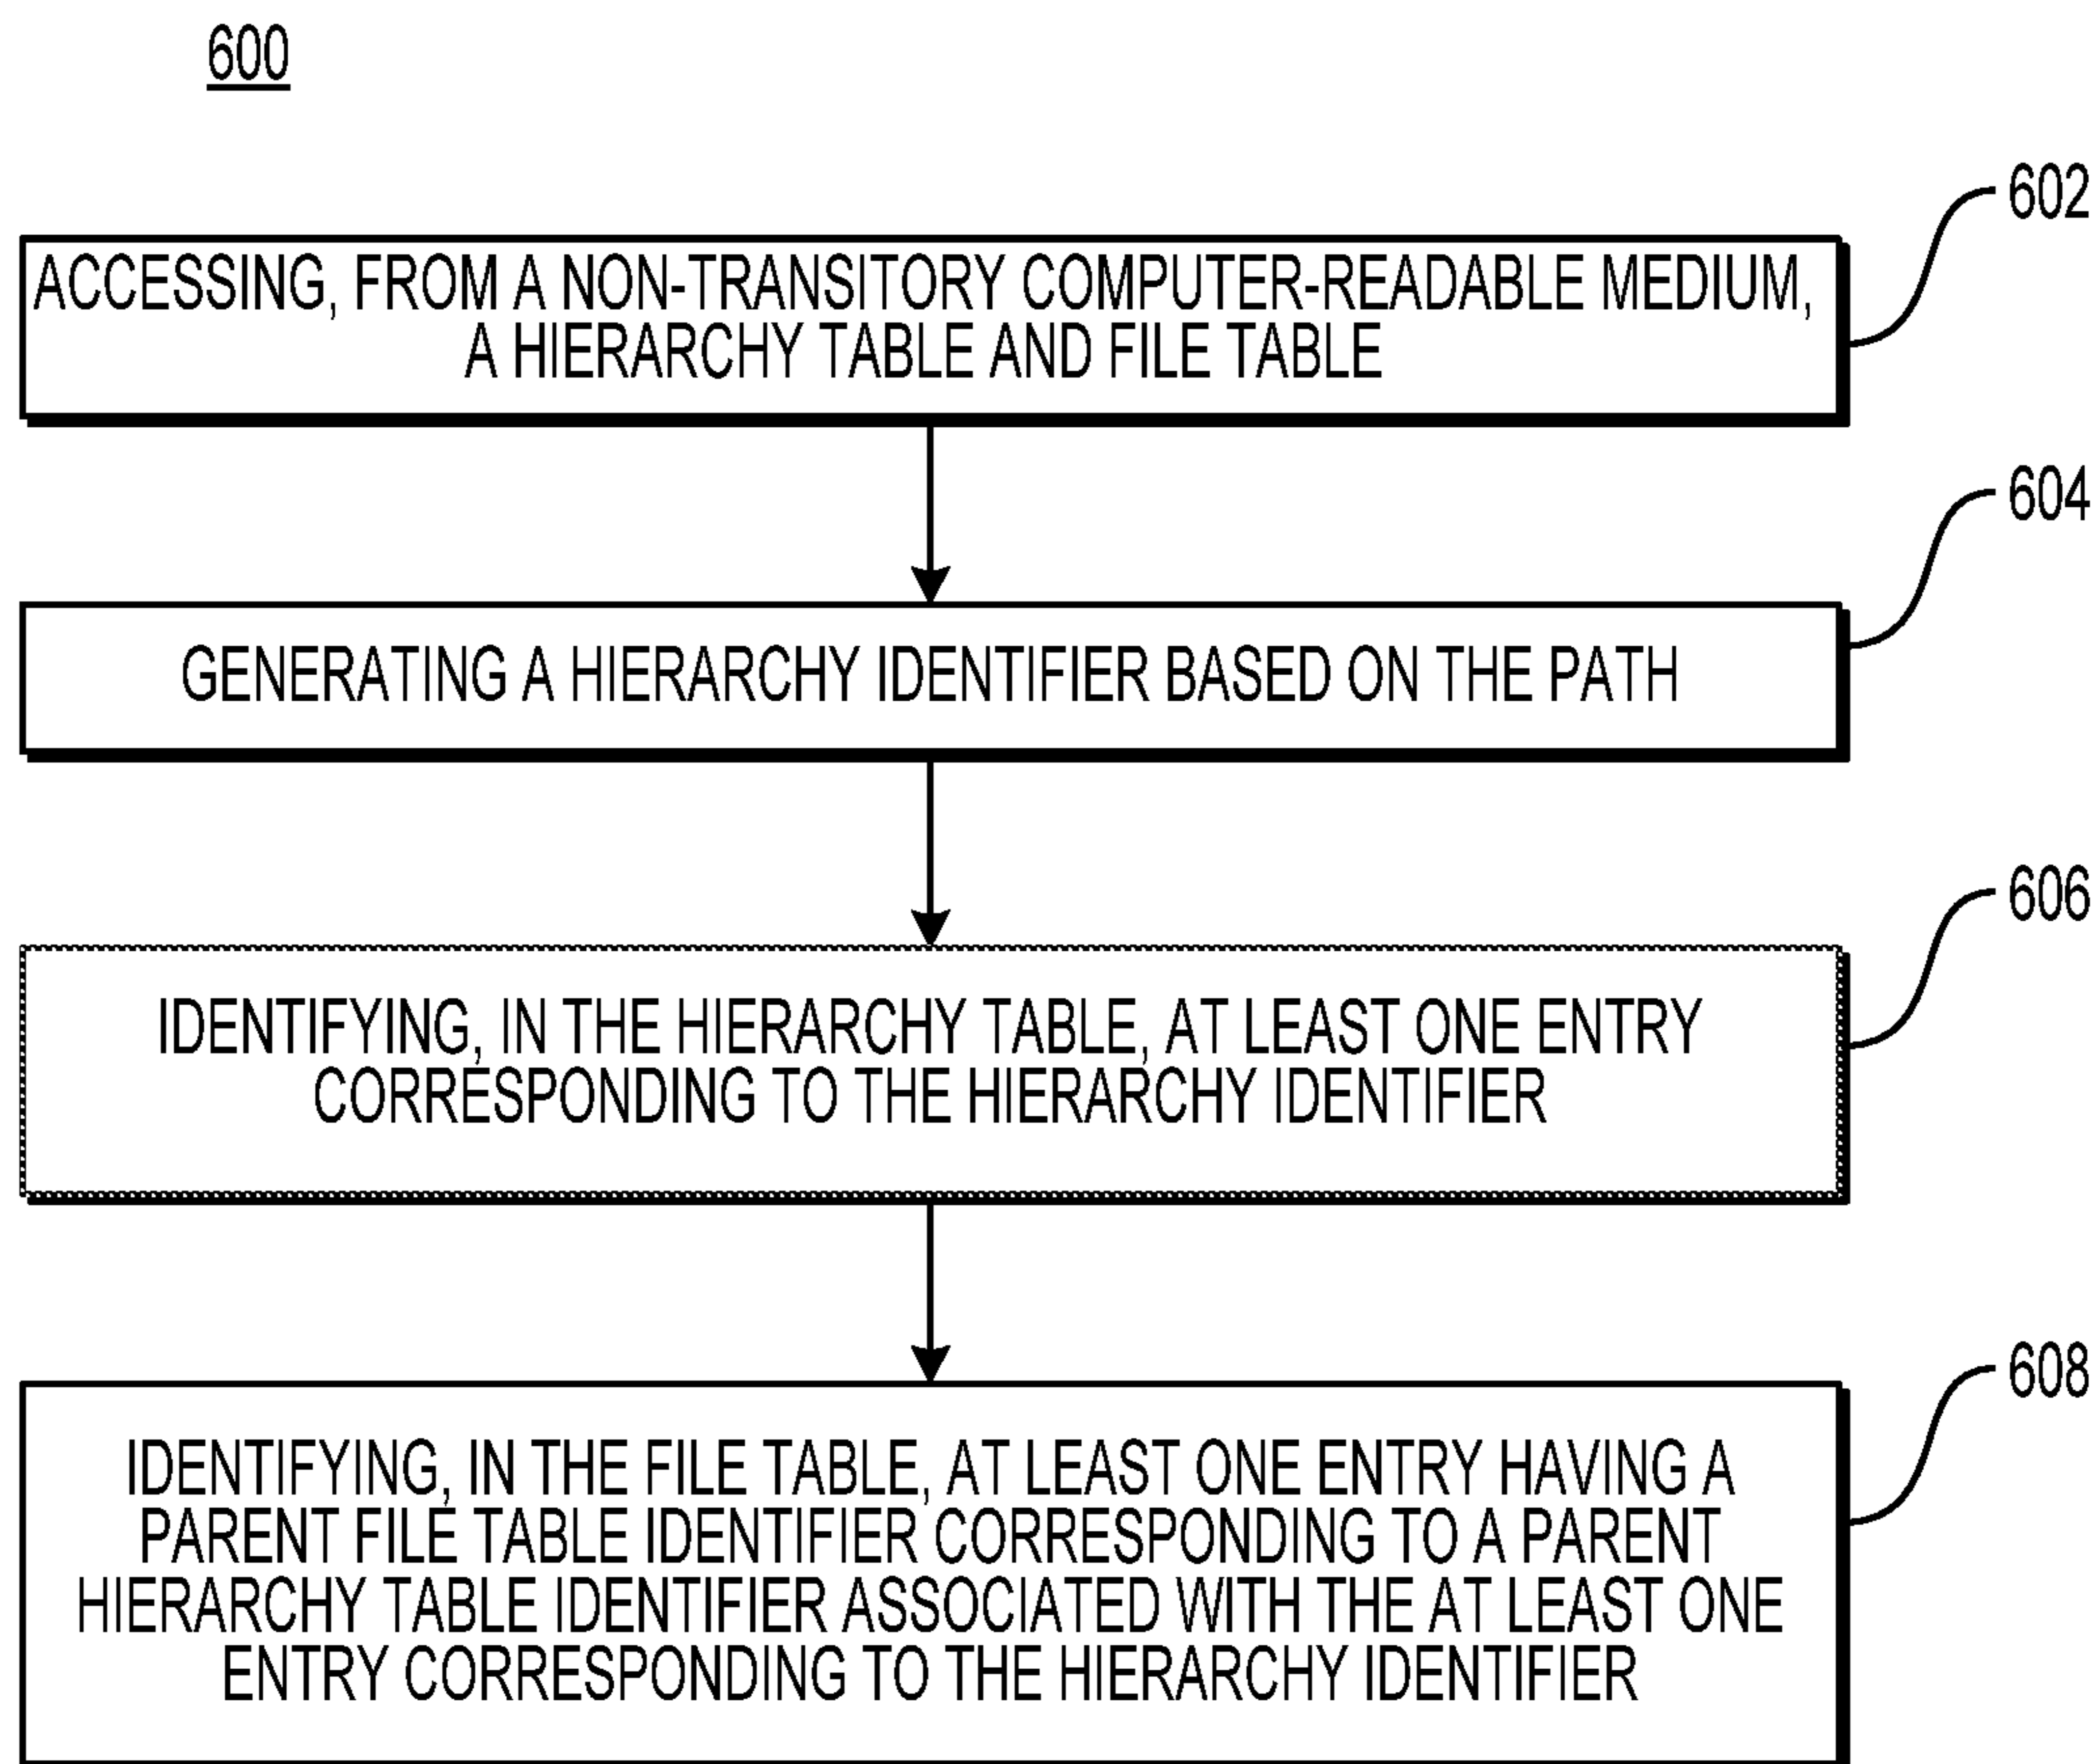 600
602
ACCESSING, FROM A NON-TRANSITORY COMPUTER-READABLE MEDIUM,
A HIERARCHY TABLE AND FILE TABLE
604
GENERATING A HIERARCHY IDENTIFIER BASED ON THE PATH
606
IDENTIFYING, IN THE HIERARCHY TABLE, AT LEAST ONE ENTRY
CORRESPONDING TO THE HIERARCHY IDENTIFIER
608
IDENTIFYING, IN THE FILE TABLE, AT LEAST ONE ENTRY HAVING A
PARENT FILE TABLE IDENTIFIER CORRESPONDING TO A PARENT
HIERARCHY TABLE IDENTIFIER ASSOCIATED WITH THE AT LEAST ONE
ENTRY CORRESPONDING TO THE HIERARCHY IDENTIFIER